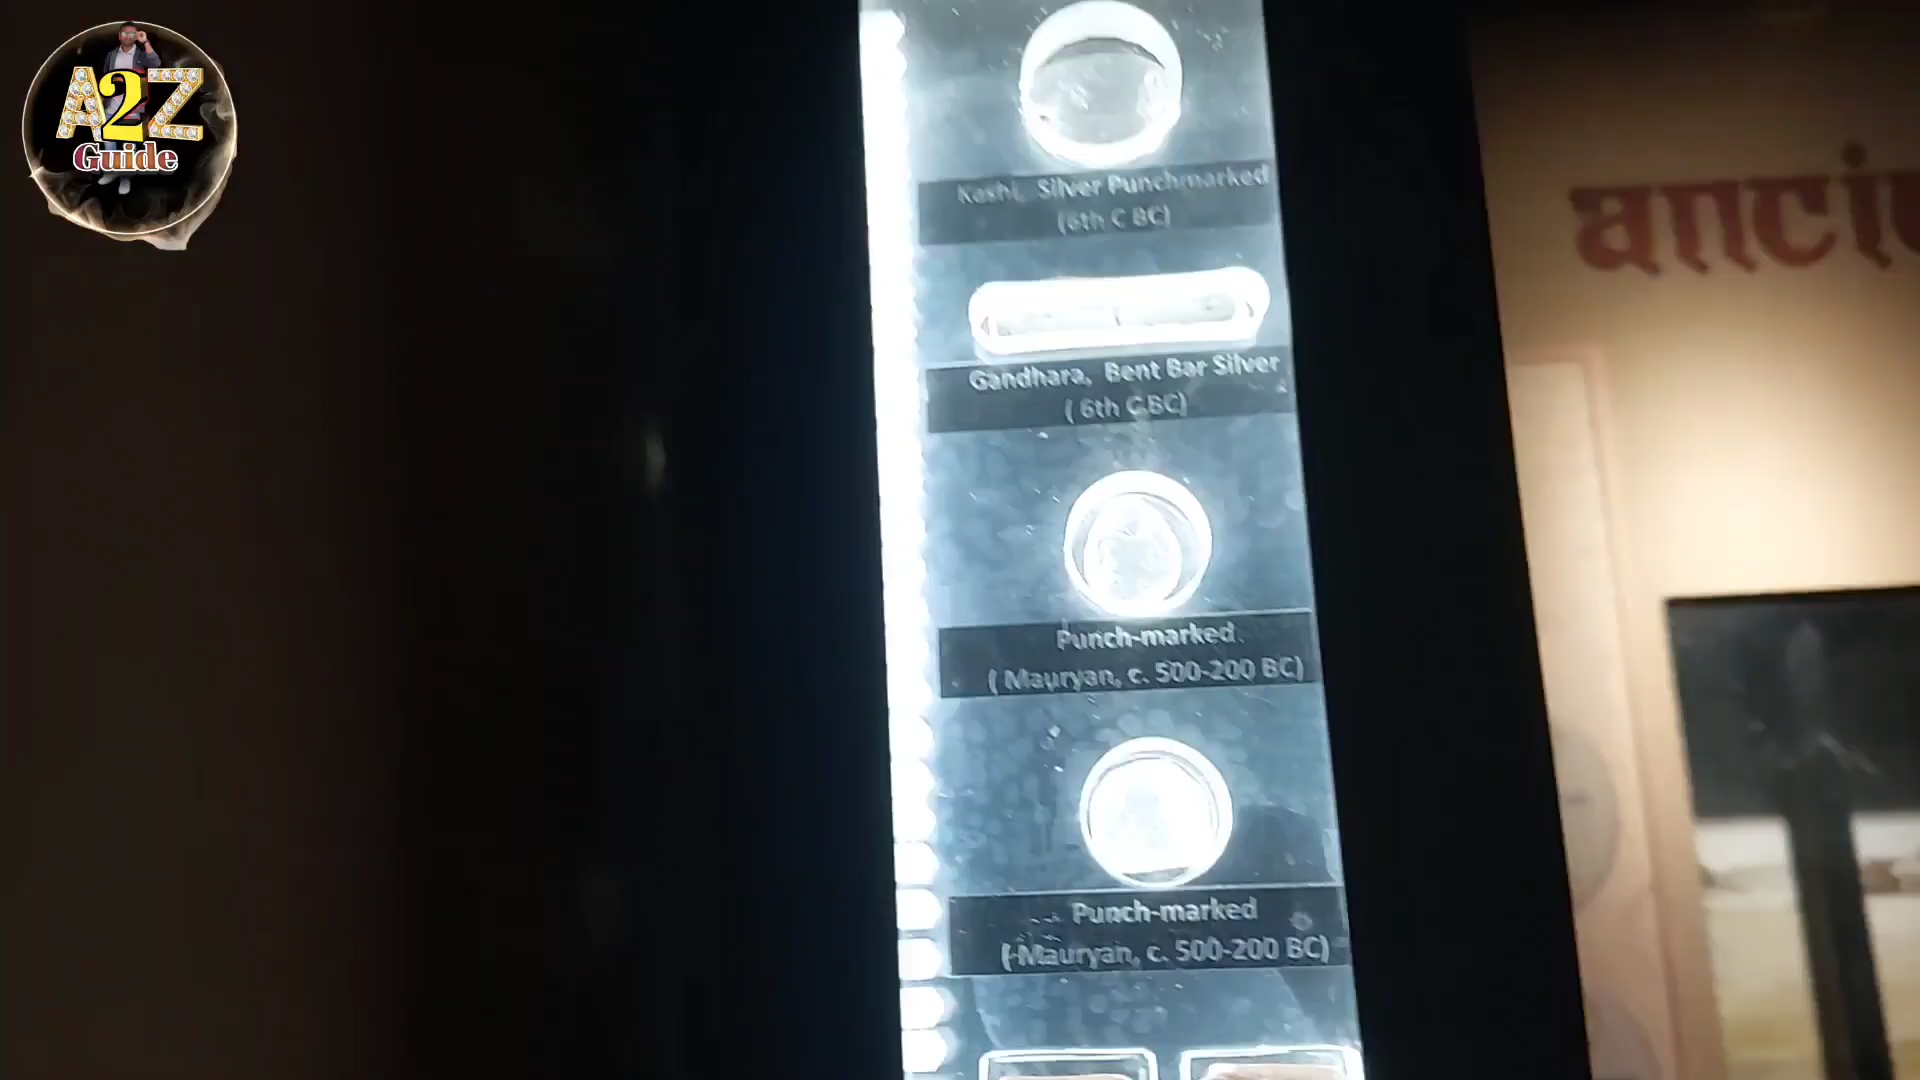 A2Z
Guide
Kashi, Silver Punchmarked
(6th C BC)
Gandhara, Bent Bar Silver
( 6th C BC)
Punch-marked
( Mauryan, c. 500-200 BC)
Punch-marked
( Mauryan, c. 500-200 BC)